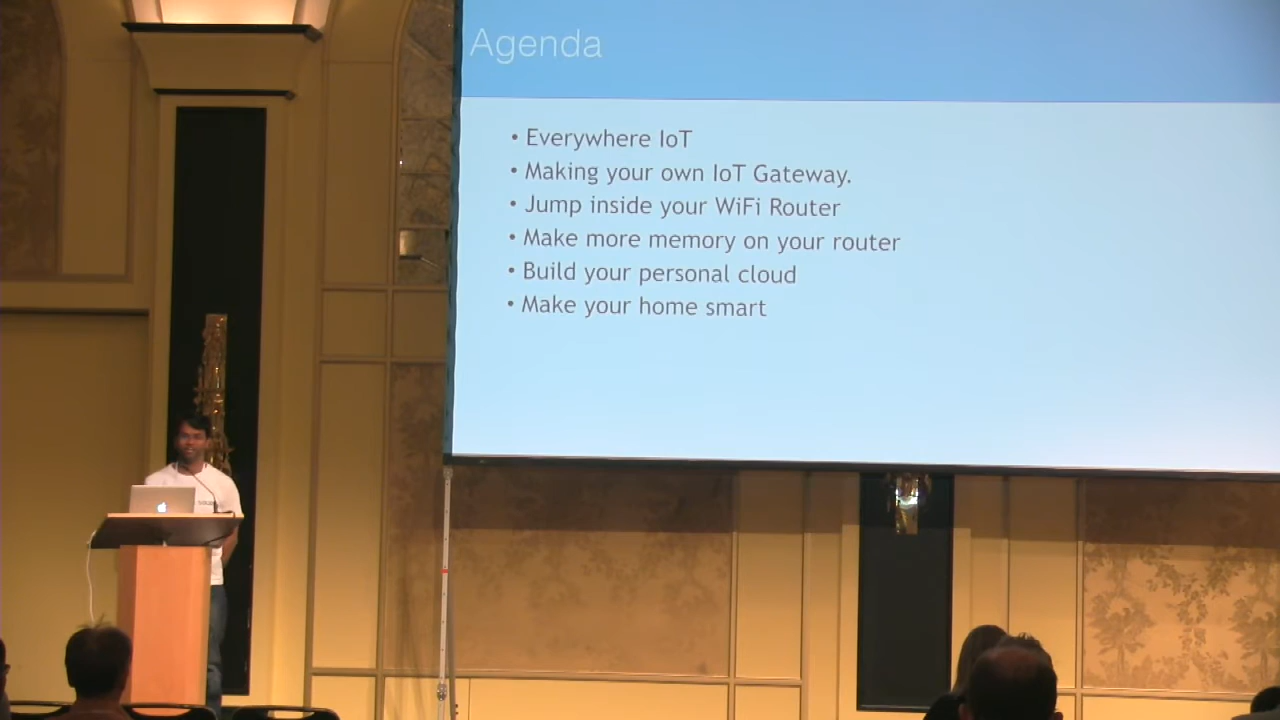 Agenda
• Everywhere IoT
• Making your own IoT Gateway.
• Jump inside your WiFi Router
• Make more memory on your router
• Build your personal cloud
• Make your home smart